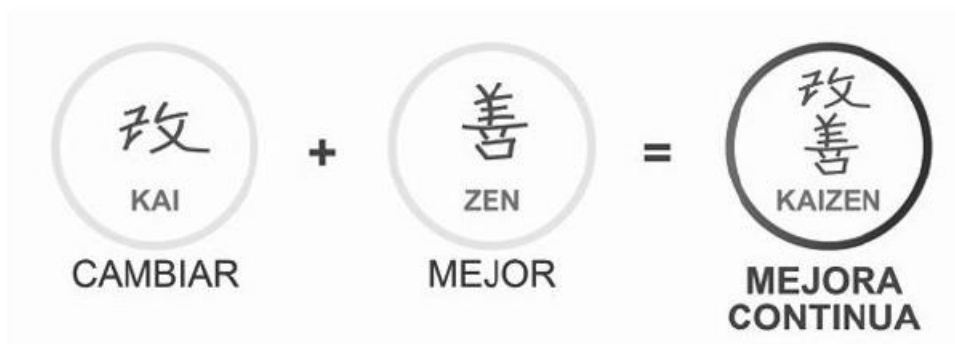 改
KAI
CAMBIAR
+
善
ZEN
MEJOR
=
改
善
KAIZEN
MEJORA
CONTINUA